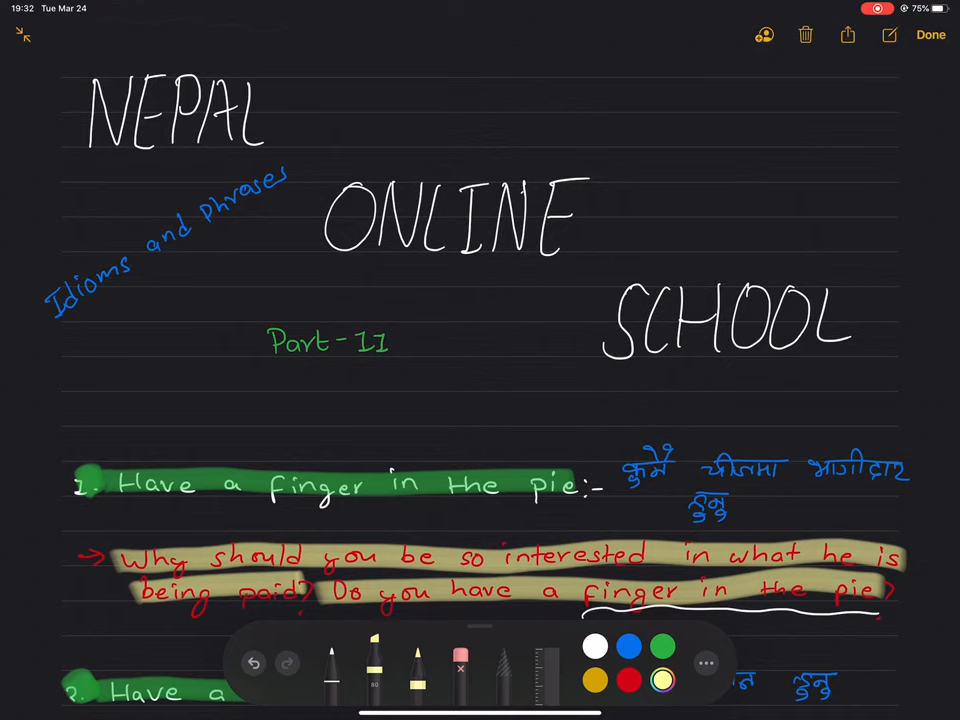 19:32 Tue Mar 24
75%
Done
NEPAL
Idioms and Phrases
ONLINE
SCHOOL
Part-11
1. Have a finger in the pie:-
कुनै चीजमा भागीदार
हुनु
→ Why should you be so interested in what he is
being paid? Do you have a finger in the pie?
80
2. Have a
हुनु